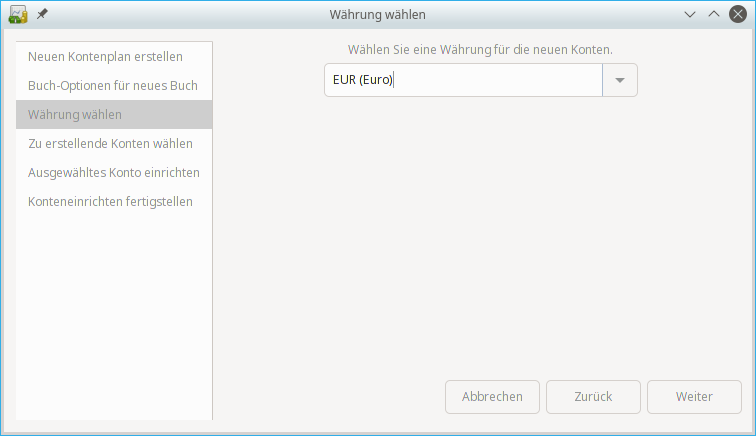 Währung wählen
Neuen Kontenplan erstellen
Buch-Optionen für neues Buch
Währung wählen
Zu erstellende Konten wählen
Ausgewähltes Konto einrichten
Konteneinrichten fertigstellen
Wählen Sie eine Währung für die neuen Konten.
EUR (Euro)
Abbrechen
Zurück
Weiter